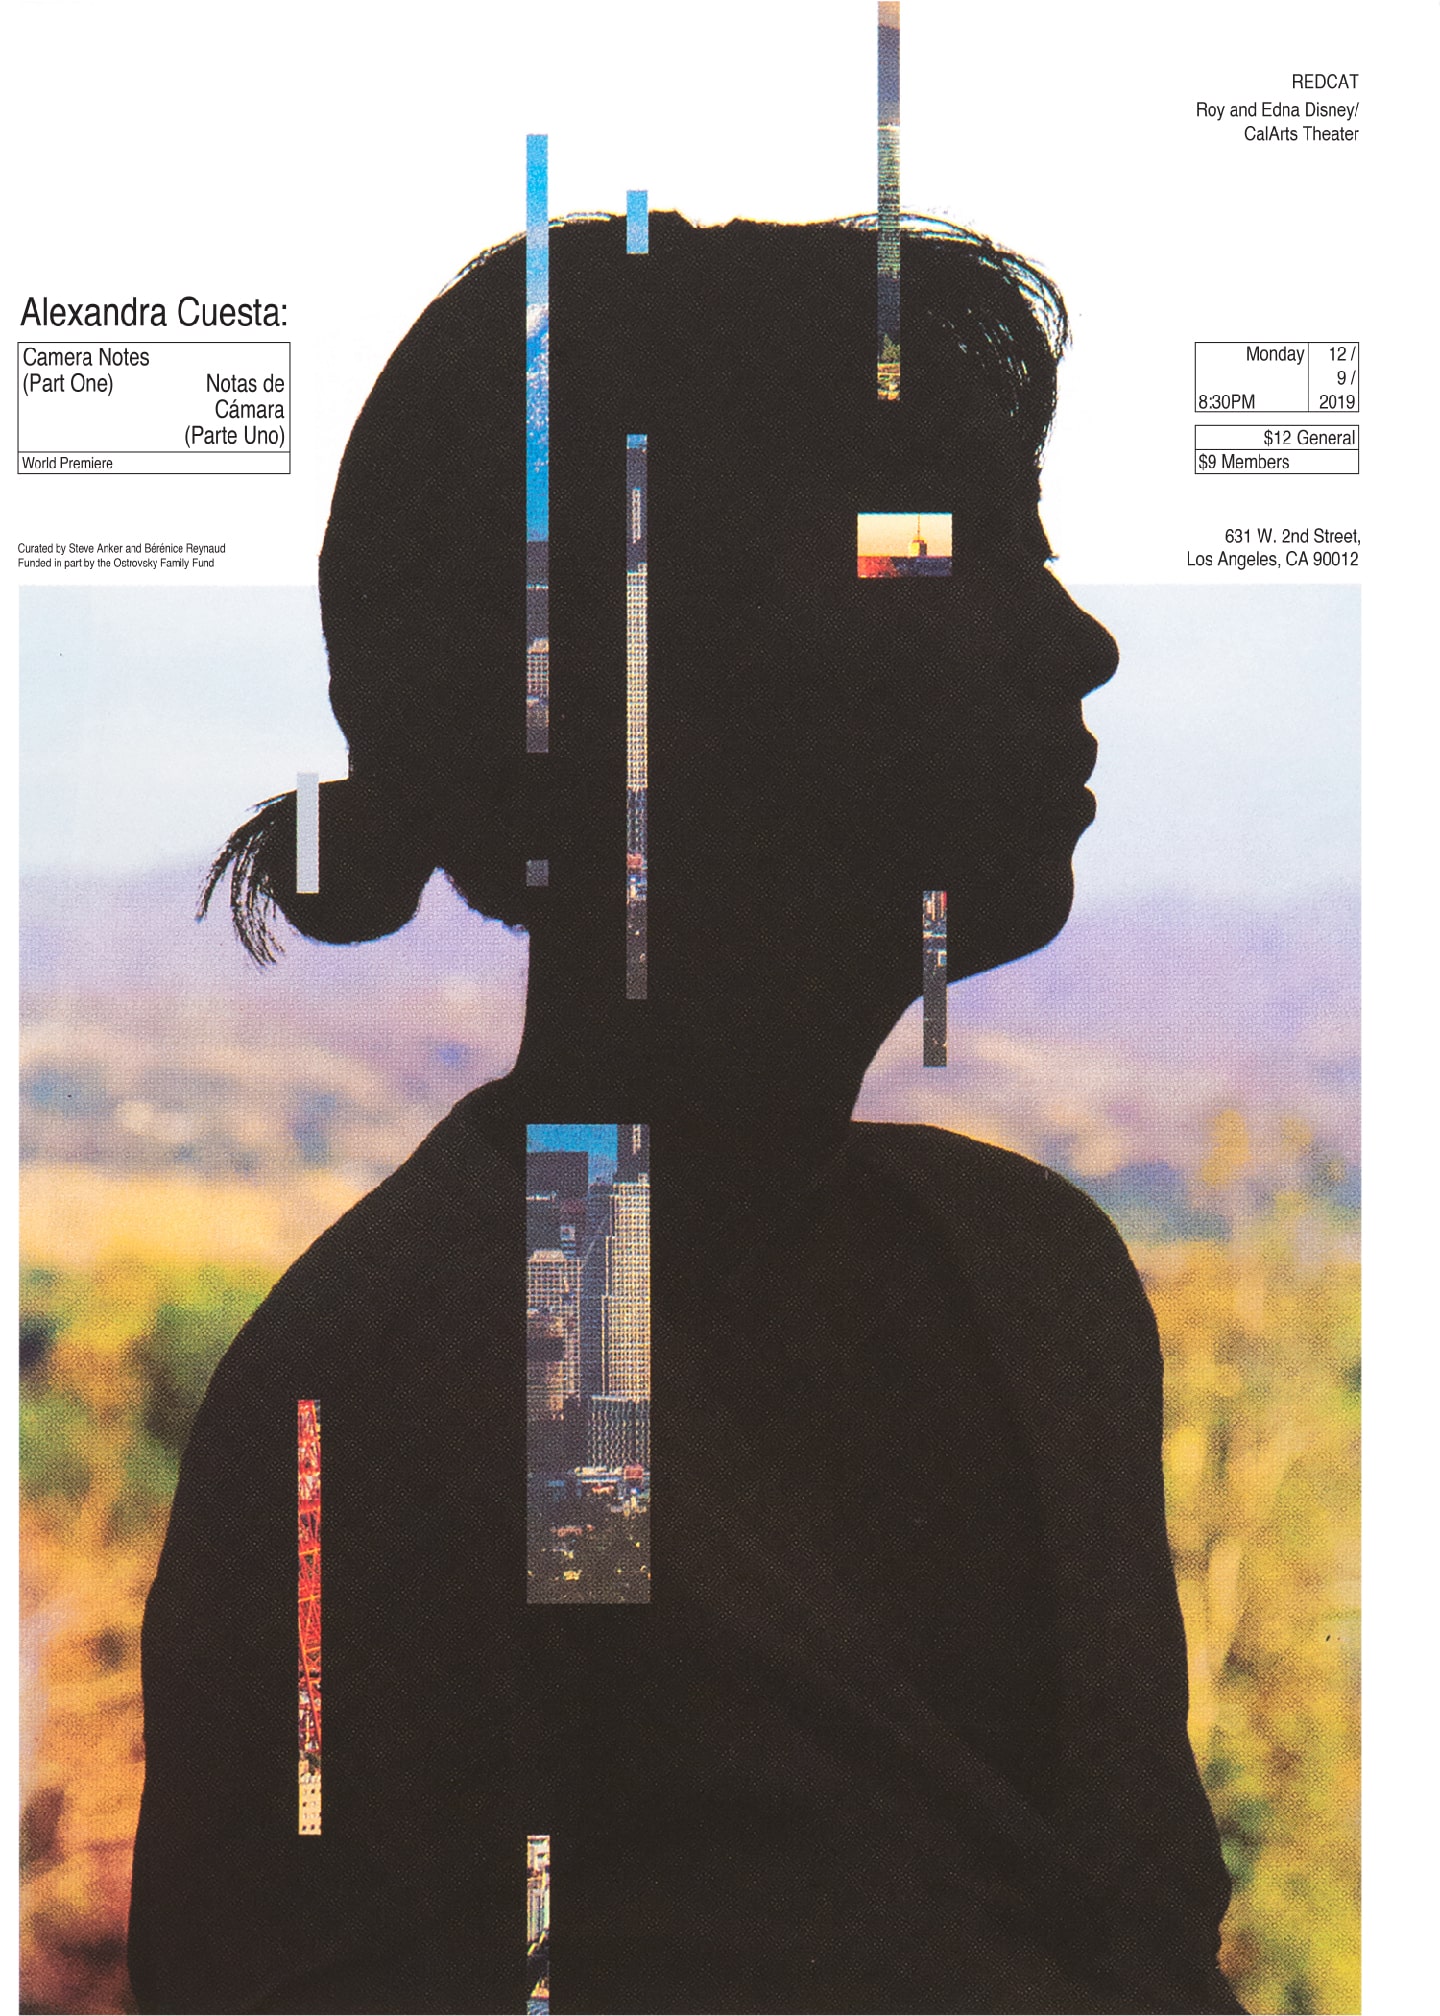 REDCAT
Roy and Edna Disney/
CalArts Theater
Alexandra Cuesta:
Camera Notes
(Part One)
Notas de
Cámara
(Parte Uno)
World Premiere
Monday 12 /
9 /
8:30PM 2019
$12 General
$9 Members
Curated by Steve Anker and Bérénice Reynaud
Funded in part by the Ostrovsky Family Fund
631 W. 2nd Street,
Los Angeles, CA 90012